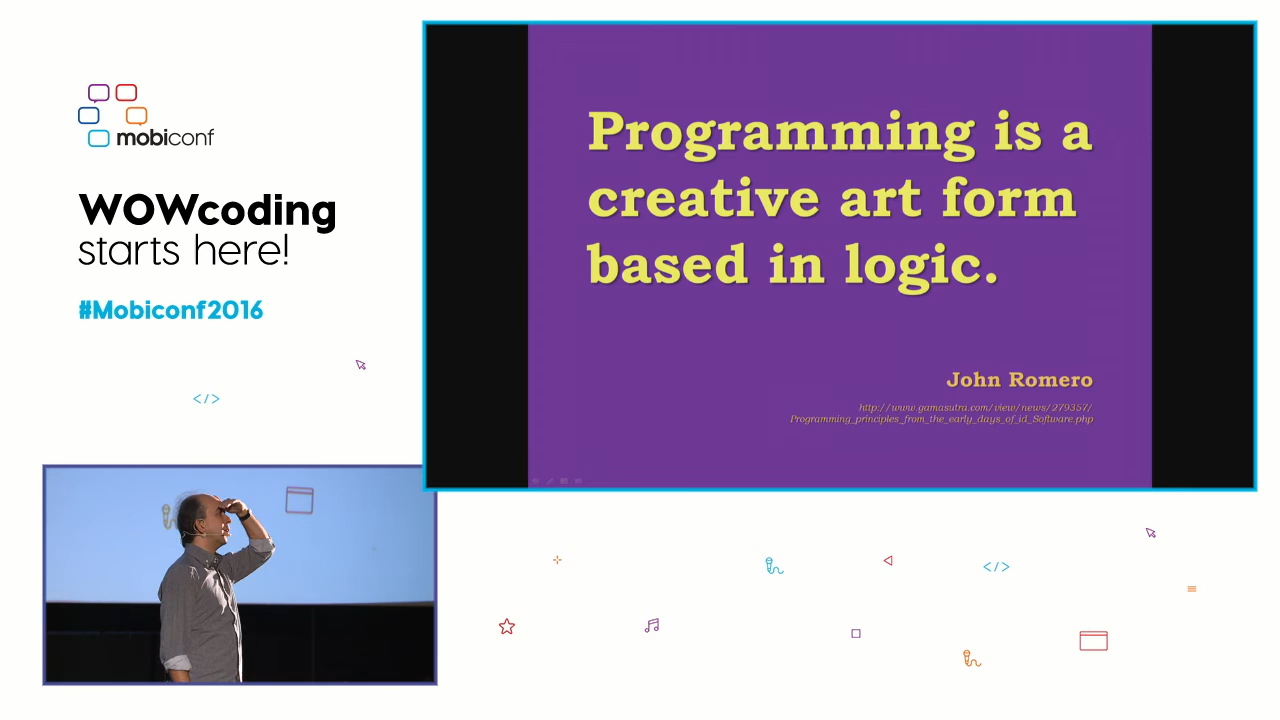 mobiconf
WOWcoding
starts here!
#Mobiconf2016
</>
Programming is a
creative art form
based in logic.
John Romero
http://www.gamasutra.com/view/news/279357/
Programming_principles_from_the_early_days_of_id_Software.php
</>